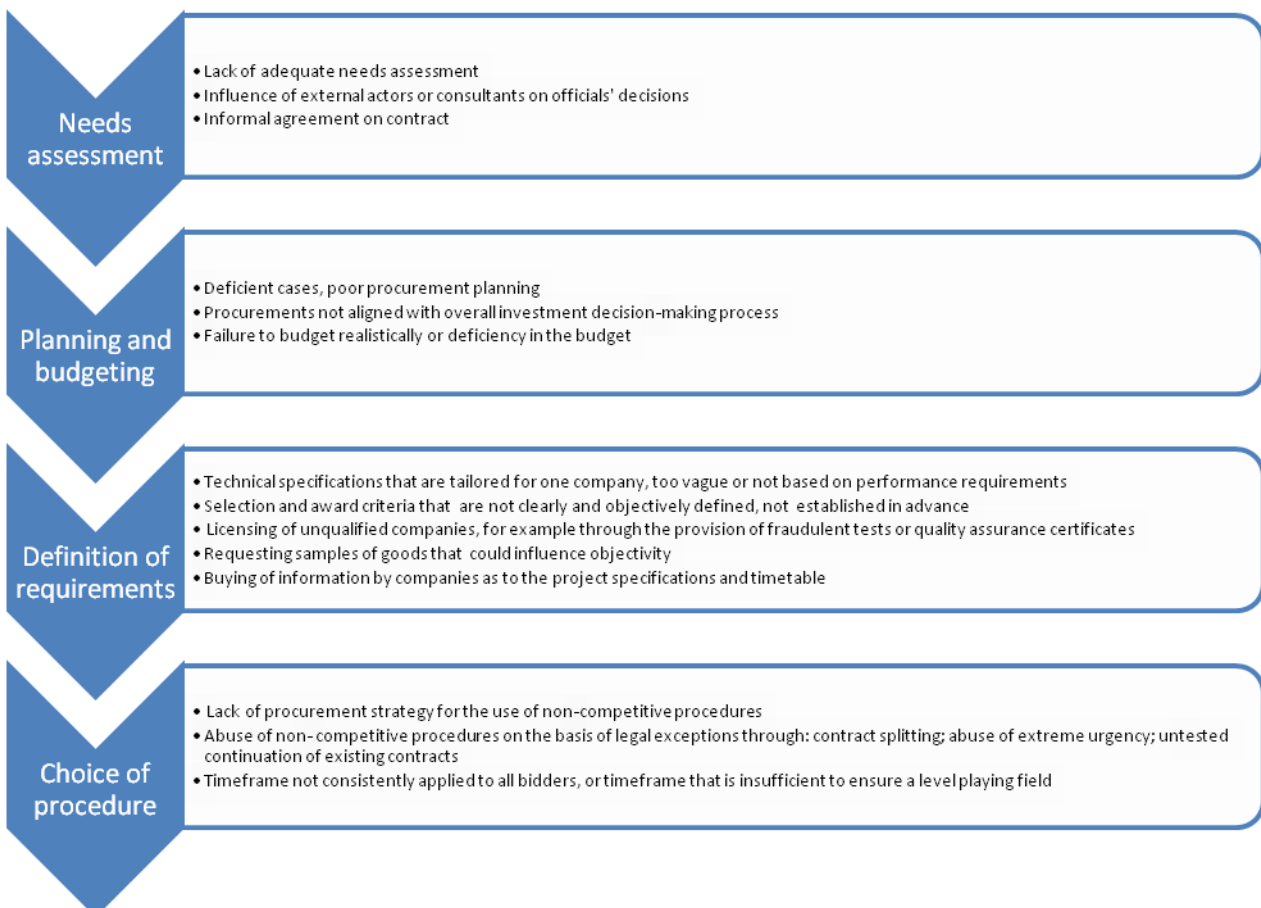 Needs
assessment
• Lack of adequate needs assessment
• Influence of external actors or consultants on officials' decisions
• Informal agreement on contract
Planning and
budgeting
• Deficient cases, poor procurement planning
• Procurements not aligned with overall investment decision-making process
• Failure to budget realistically or deficiency in the budget
Definition of
requirements
• Technical specifications that are tailored for one company, too vague or not based on performance requirements
• Selection and award criteria that are not clearly and objectively defined, not established in advance
• Licensing of unqualified companies, for example through the provision of fraudulent tests or quality assurance certificates
• Requesting samples of goods that could influence objectivity
• Buying of information by companies as to the project specifications and timetable
Choice of
procedure
• Lack of procurement strategy for the use of non-competitive procedures
• Abuse of non-competitive procedures on the basis of legal exceptions through: contract splitting; abuse of extreme urgency; untested
continuation of existing contracts
• Timeframe not consistently applied to all bidders, or timeframe that is insufficient to ensure a level playing field